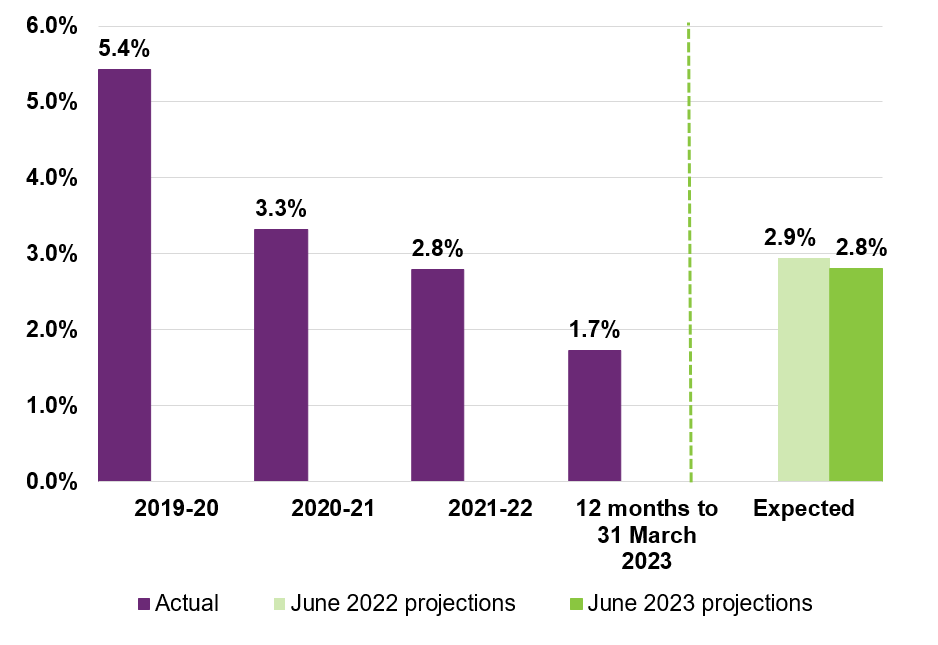 6.0%
5.4%
5.0%
4.0%
3.3%
3.0%
2.8%
2.9%
2.8%
2.0%
1.7%
1.0%
0.0%
2019-20
2020-21
2021-22
12 months to
31 March
2023
Expected
Actual
June 2022 projections
June 2023 projections